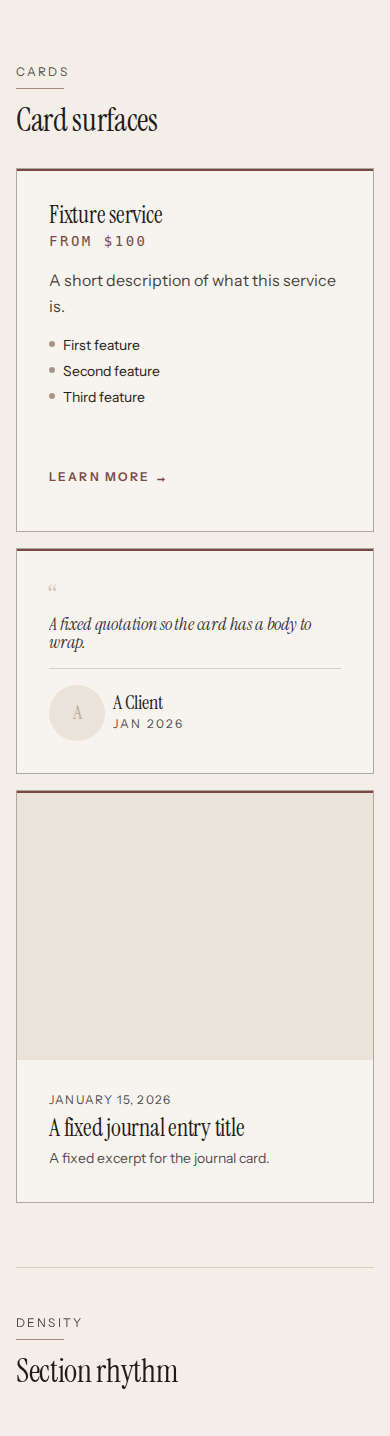 CARDS
Card surfaces
Fixture service
FROM $100
A short description of what this service
is.
First feature
Second feature
Third feature
LEARN MORE →
“
A fixed quotation so the card has a body to
wrap.
A
A Client
JAN 2026
JANUARY 15, 2026
A fixed journal entry title
A fixed excerpt for the journal card.
DENSITY
Section rhythm